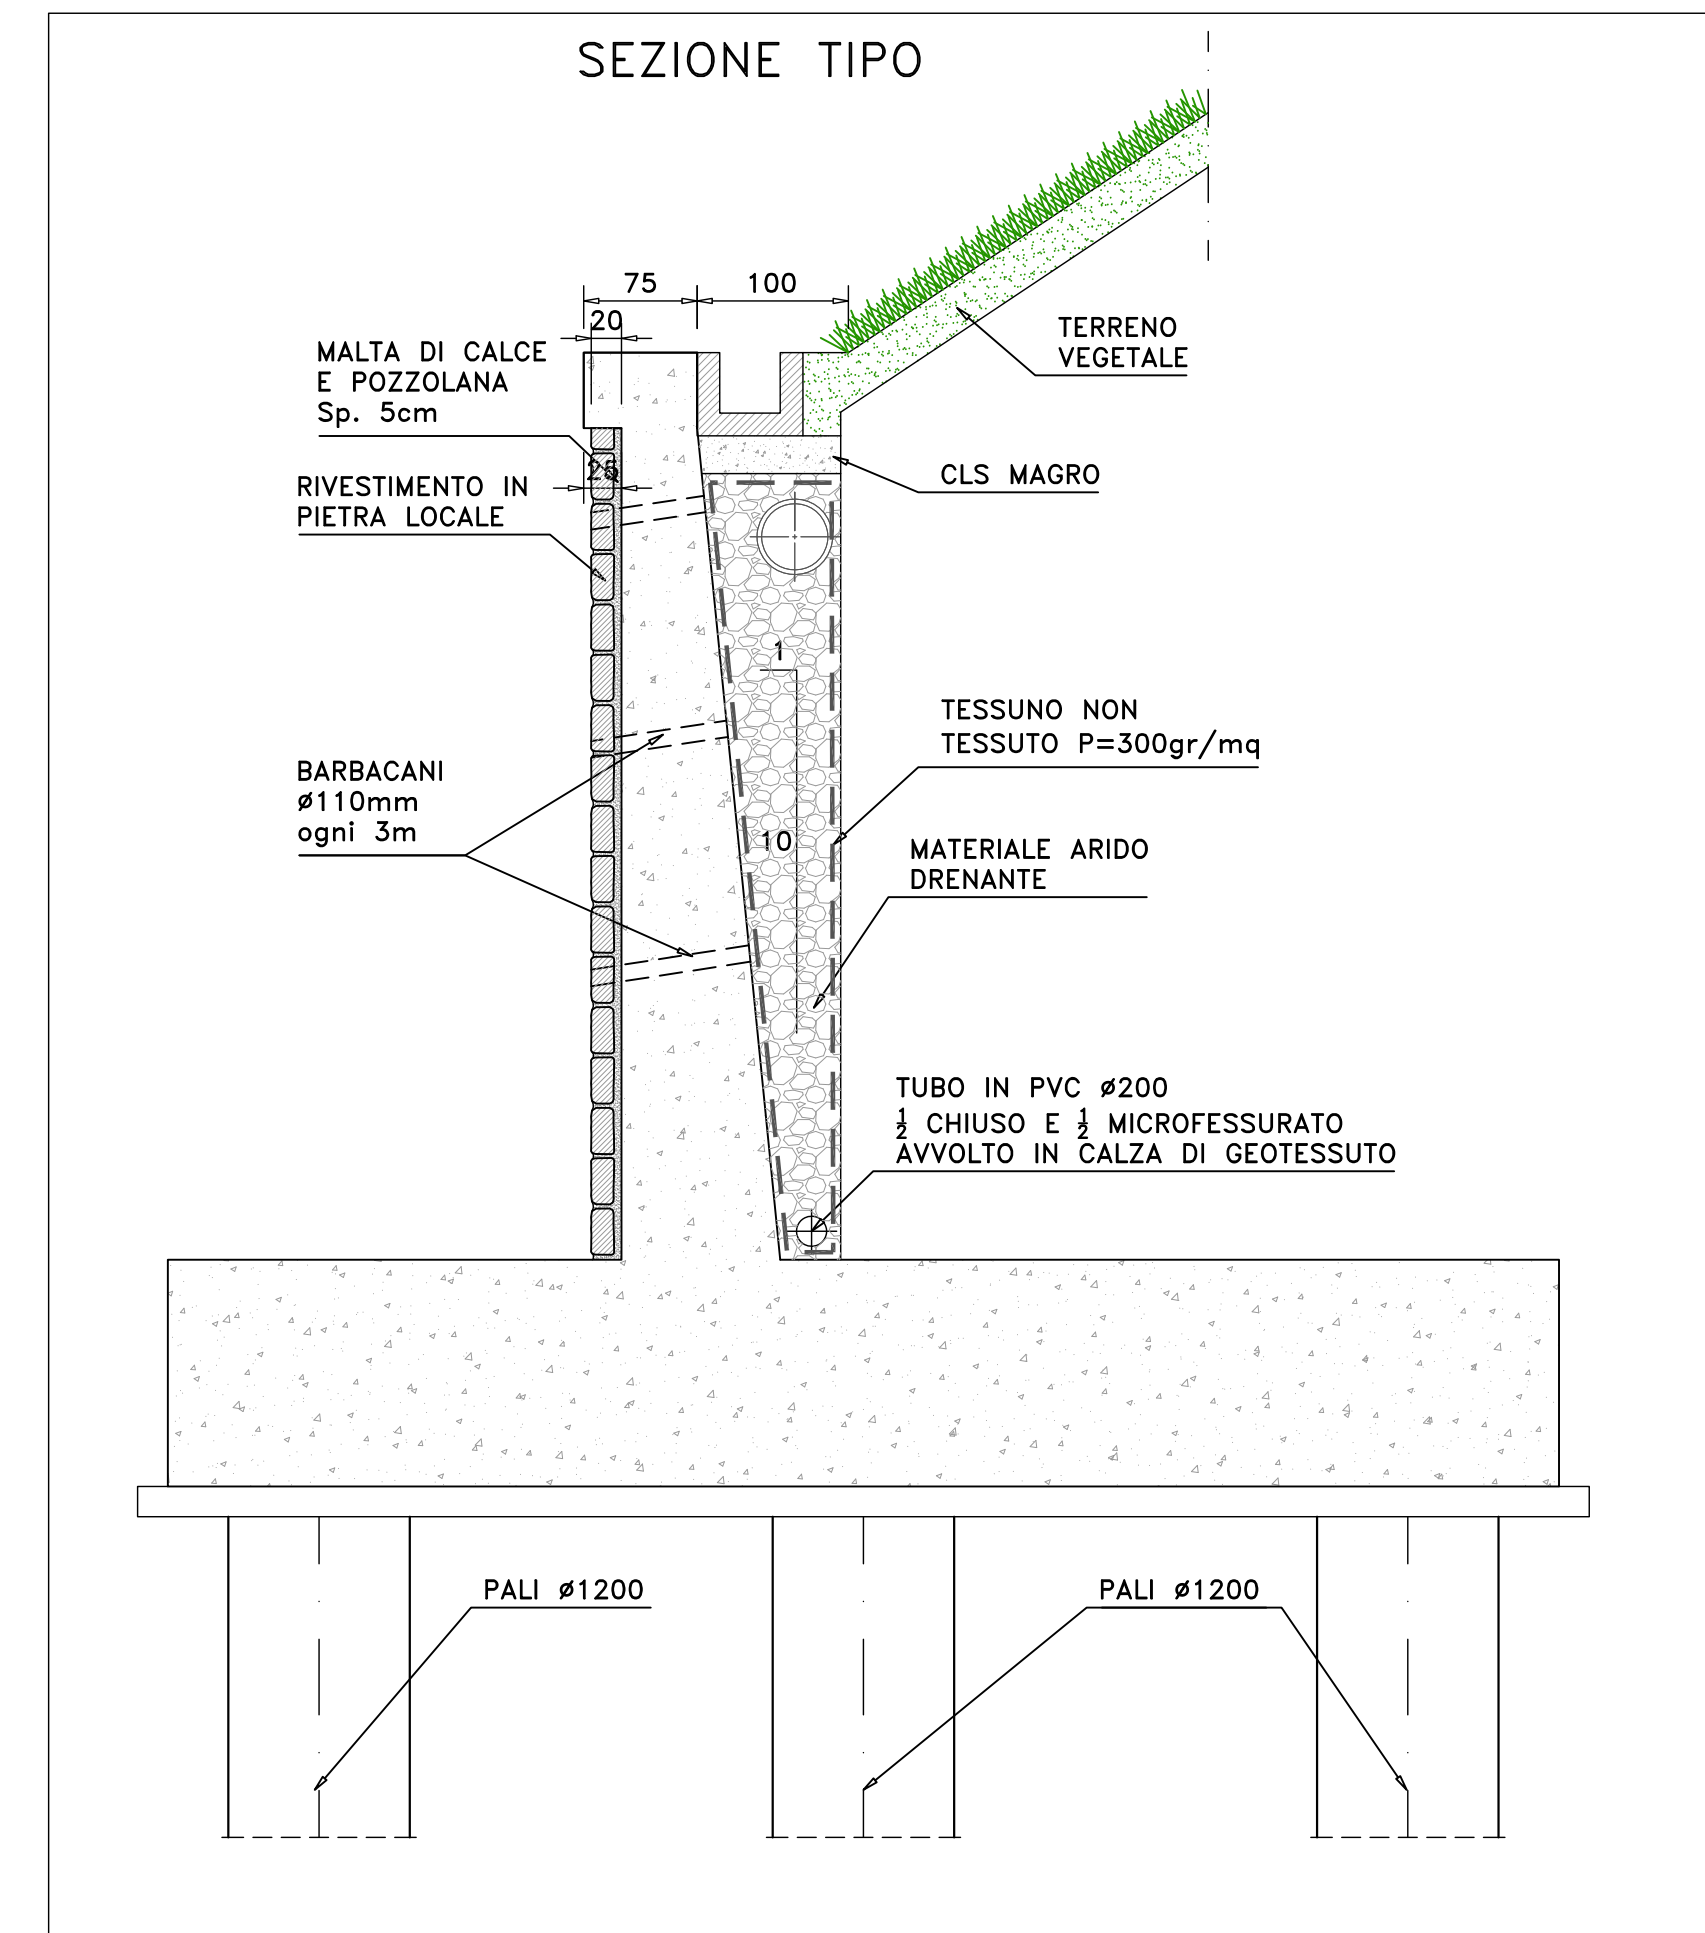 SEZIONE TIPO
75
100
20
MALTA DI CALCE
E POZZOLANA
Sp. 5cm
TERRENO
VEGETALE
25
RIVESTIMENTO IN
PIETRA LOCALE
CLS MAGRO
1
10
TESSUNO NON
TESSUTO P=300gr/mq
BARBACANI
ø110mm
ogni 3m
MATERIALE ARIDO
DRENANTE
TUBO IN PVC ø200
½ CHIUSO E ½ MICROFESSURATO
AVVOLTO IN CALZA DI GEOTESSUTO
PALI ø1200
PALI ø1200